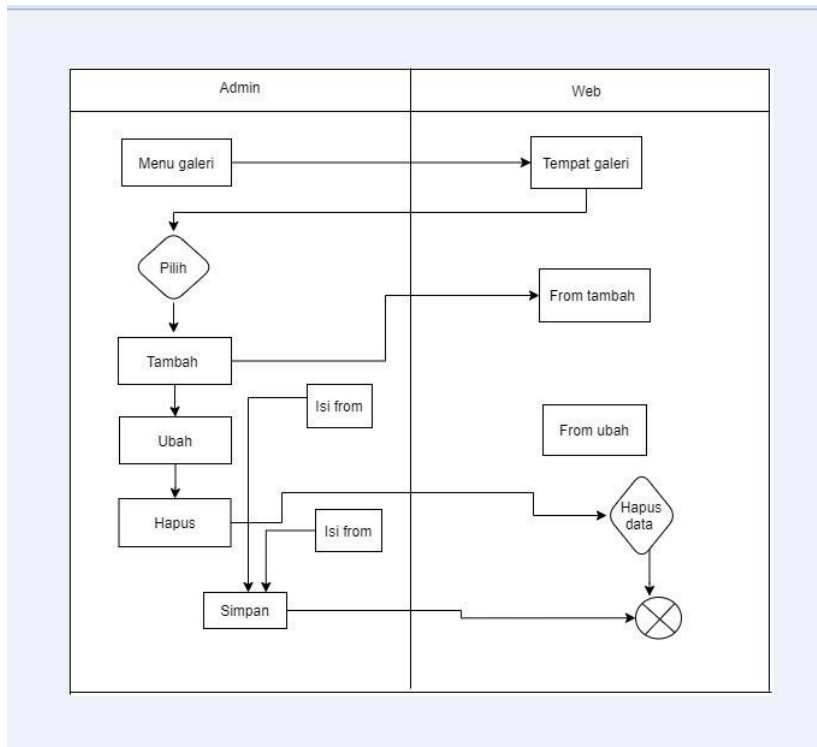 Admin
Web
Menu galeri
Tempat galeri
Pilih
From tambah
Tambah
Isi from
Ubah
From ubah
Hapus
Hapus
data
Isi from
Simpan